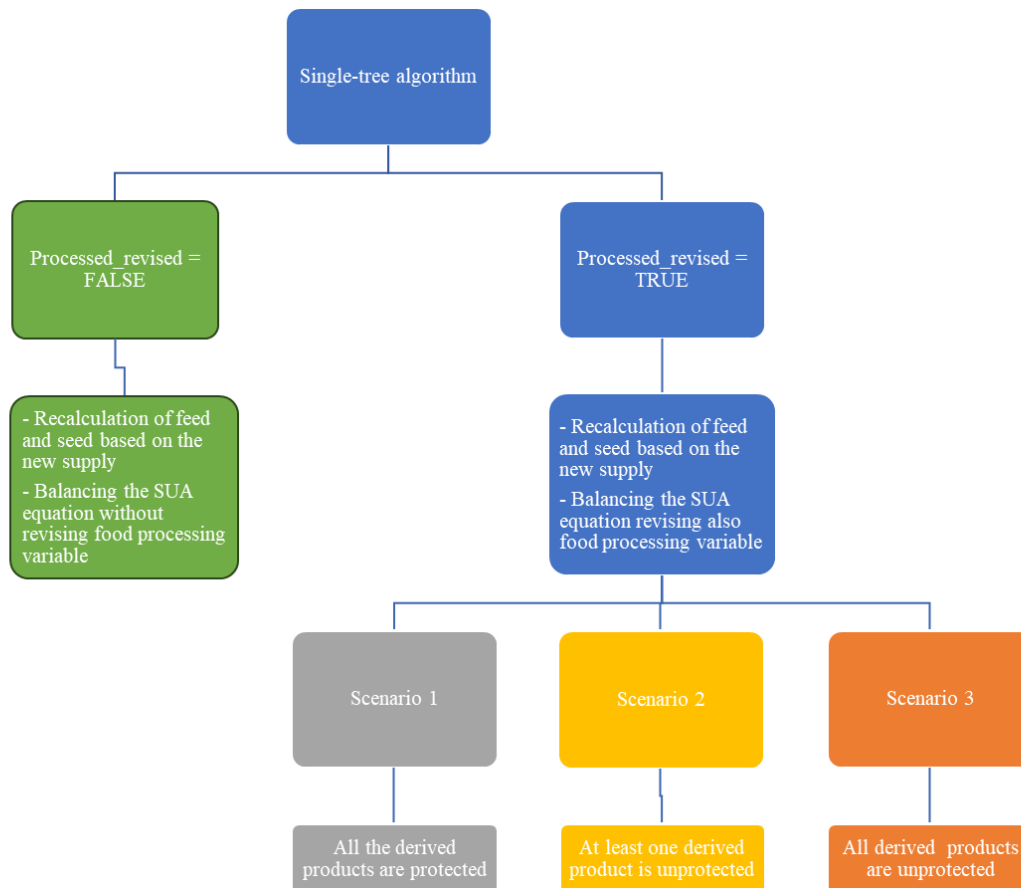 Single-tree algorithm
Processed_revised =
FALSE
Processed_revised =
TRUE
- Recalculation of feed
and seed based on the
new supply
- Balancing the SUA
equation without
revising food processing
variable
- Recalculation of feed
and seed based on the
new supply
- Balancing the SUA
equation revising also
food processing variable
Scenario 1
Scenario 2
Scenario 3
All the derived
products are protected
At least one derived
product is unprotected
All derived products
are unprotected